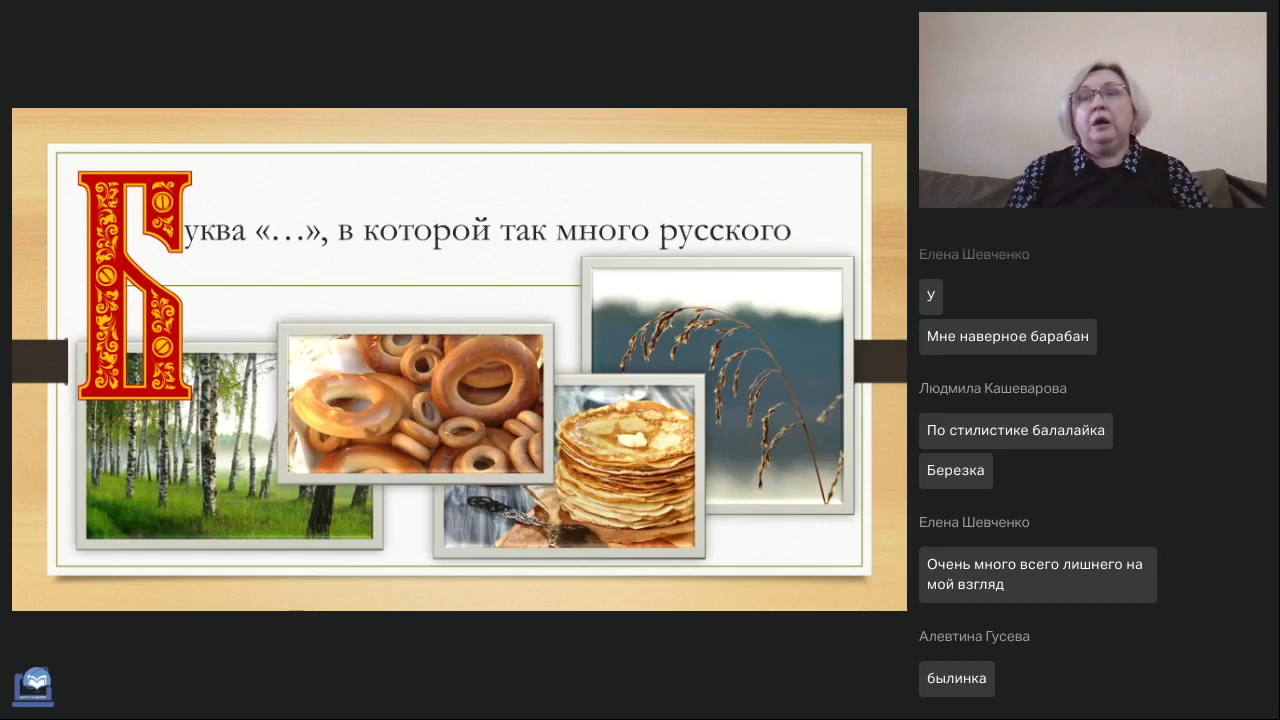 Буква «…», в которой так много русского
Елена Шевченко
У
Мне наверное барабан
Людмила Кашеварова
По стилистике балалайка
Березка
Елена Шевченко
Очень много всего лишнего на
мой взгляд
Алевтина Гусева
былинка